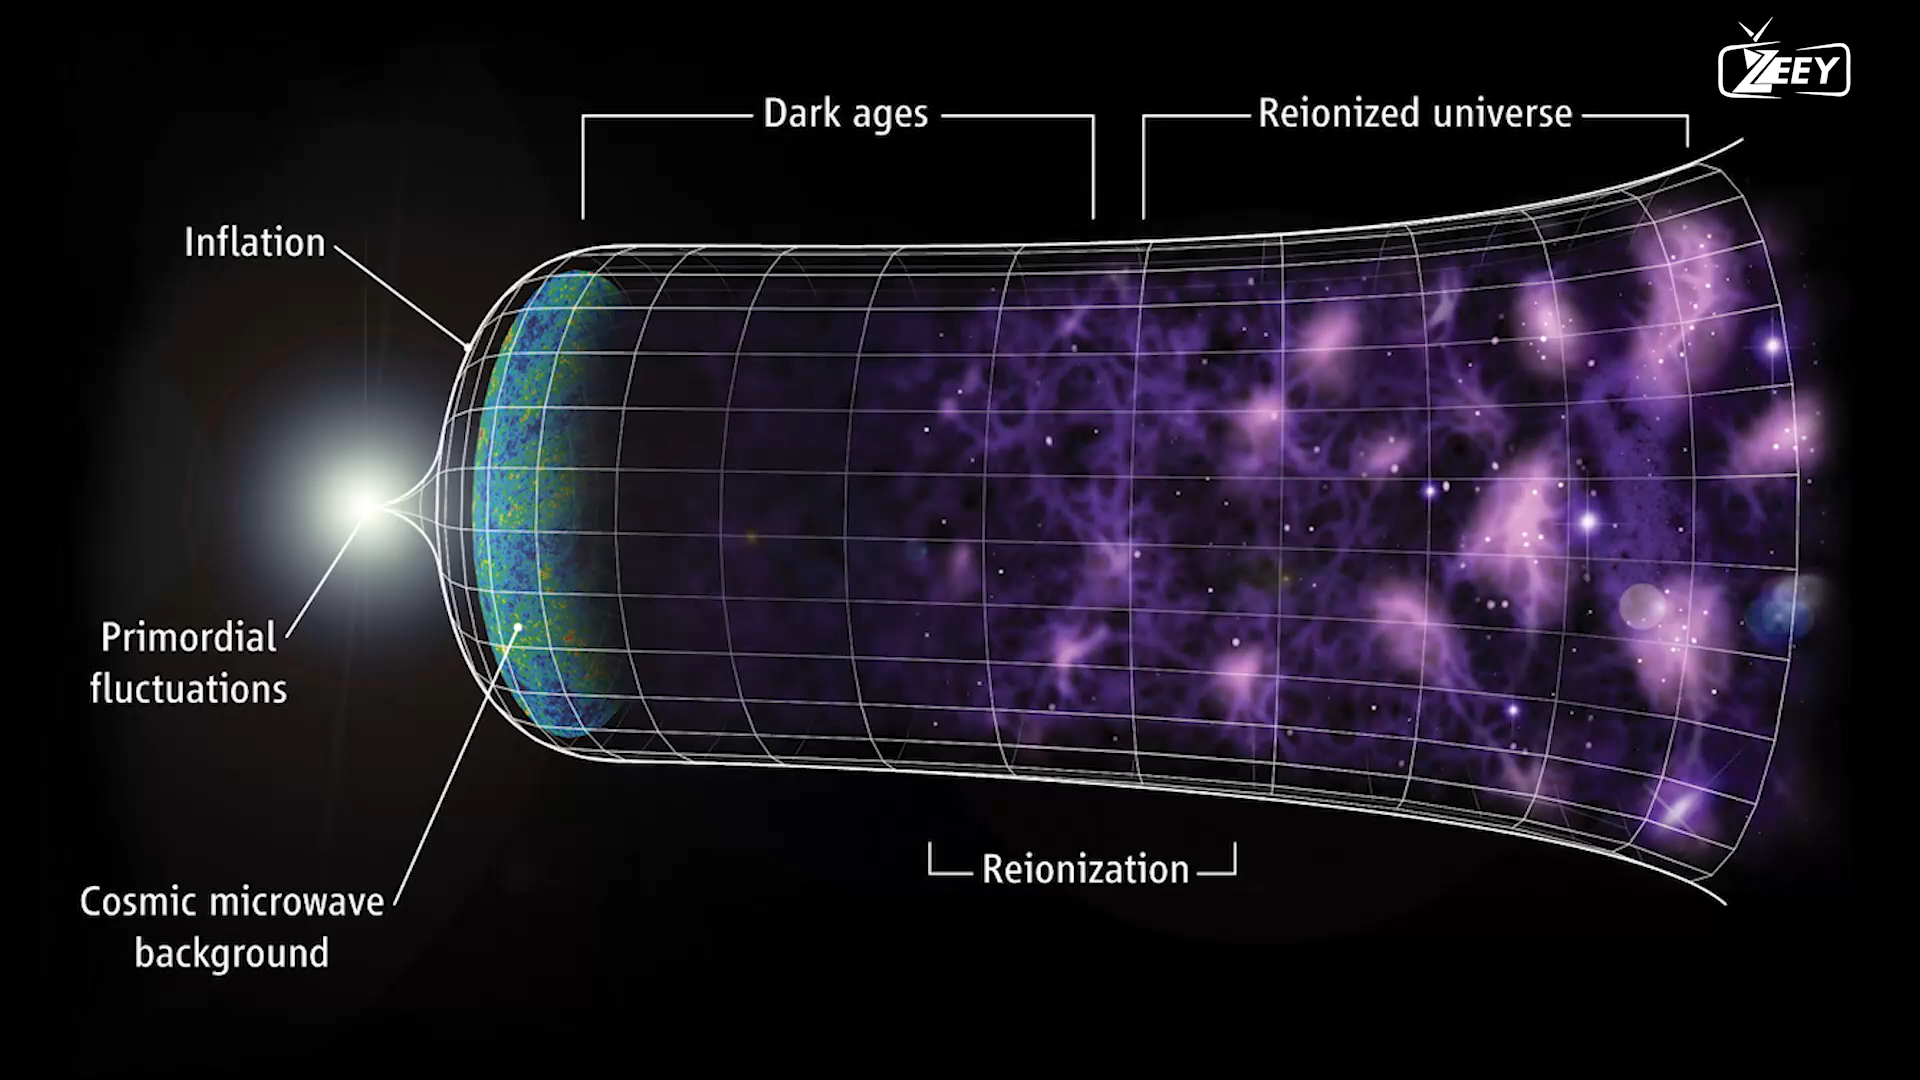 ZEEY
Dark ages
Reionized universe
Inflation
Primordial
fluctuations
Cosmic microwave
background
Reionization